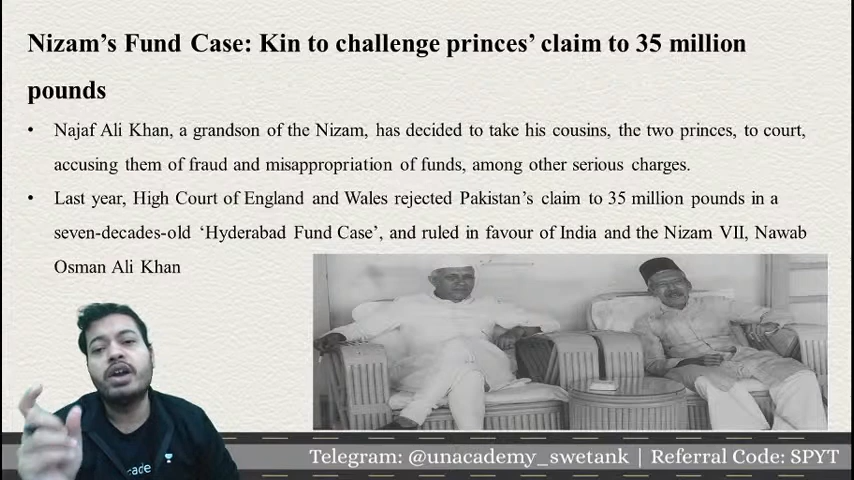 Nizam's Fund Case: Kin to challenge princes' claim to 35 million
pounds
• Najaf Ali Khan, a grandson of the Nizam, has decided to take his cousins, the two princes, to court,
accusing them of fraud and misappropriation of funds, among other serious charges.
• Last year, High Court of England and Wales rejected Pakistan's claim to 35 million pounds in a
seven-decades-old ‘Hyderabad Fund Case’, and ruled in favour of India and the Nizam VII, Nawab
Osman Ali Khan
Telegram: @unacademy_swetank | Referral Code: SPYT